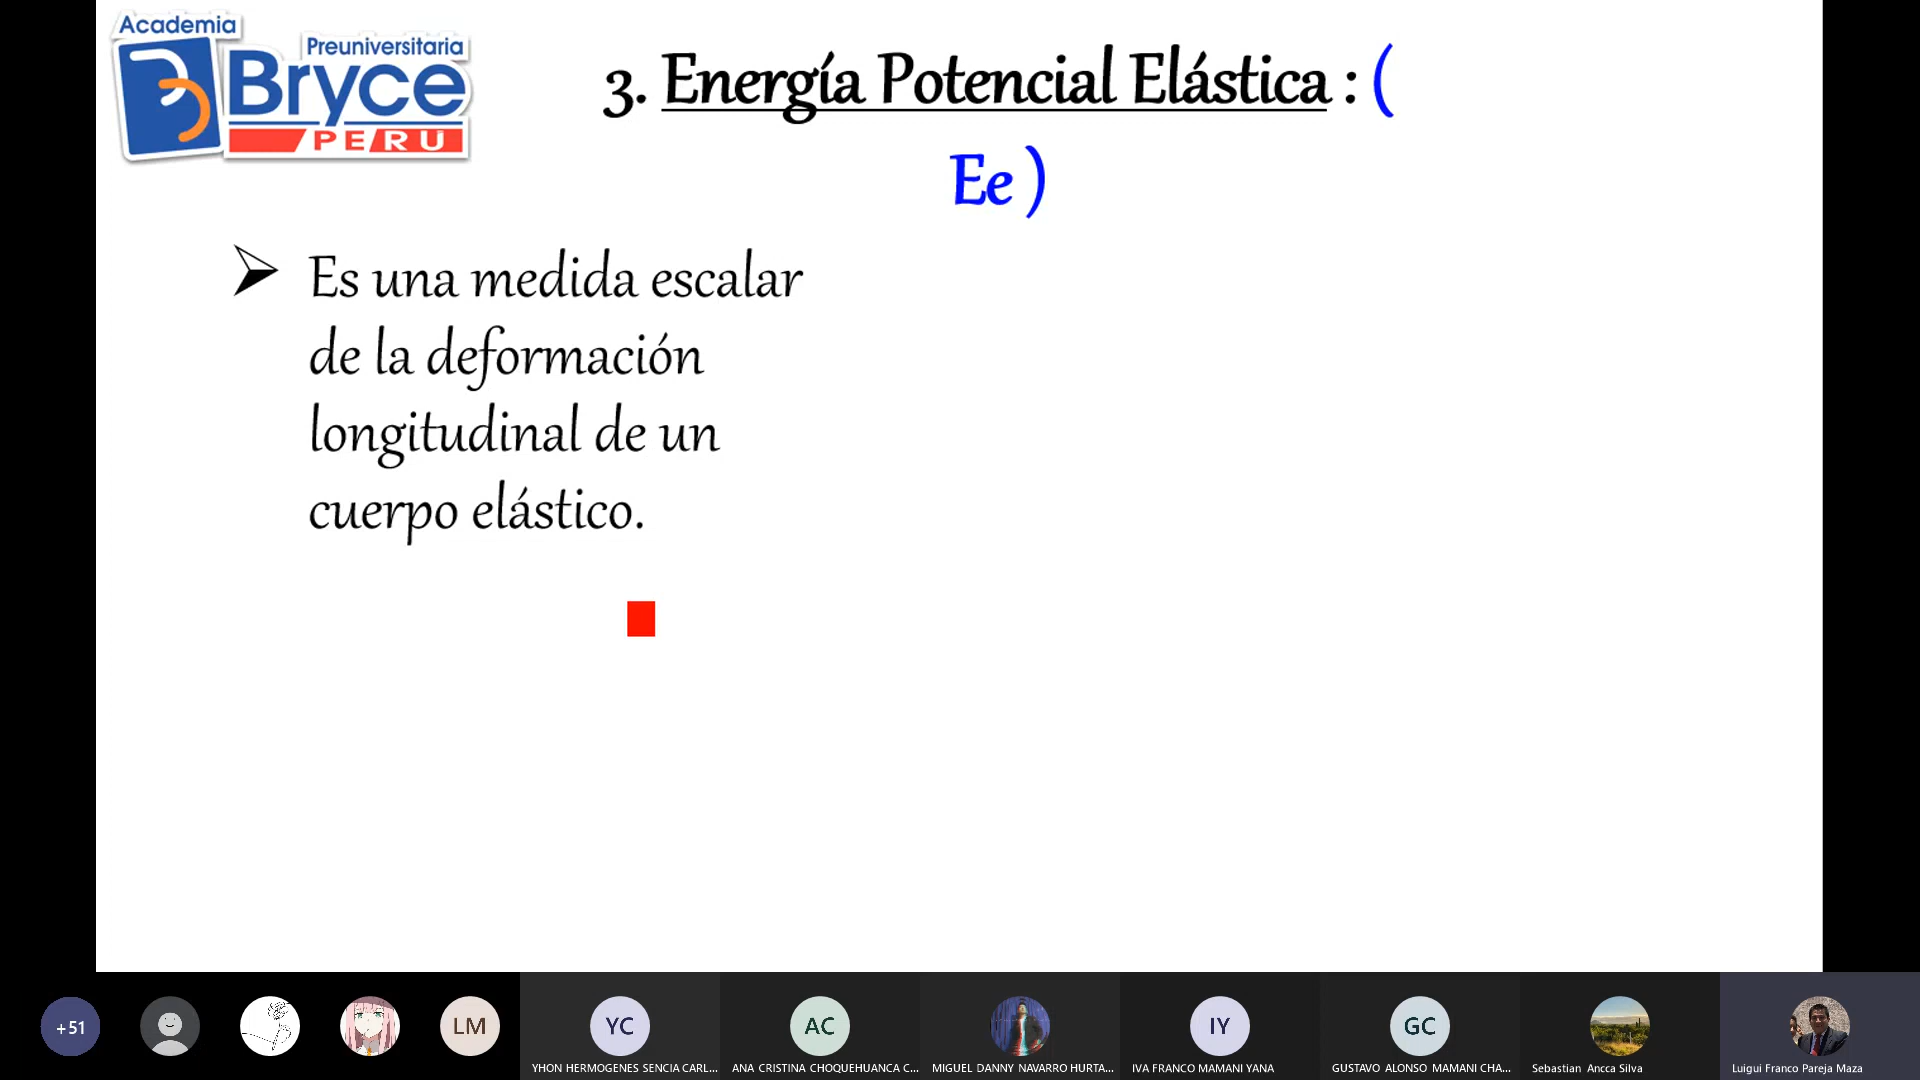 Academia
Preuniversitaria
Bryce
PERÚ
3. Energía Potencial Elástica : (
Ee )
Es una medida escalar
de la deformación
longitudinal de un
cuerpo elástico.
+51
LM
YC
AC
IY
GC
YHON HERMOGENES SENCIA CARL...
ANA CRISTINA CHOQUEHUANCA C...
MIGUEL DANNY NAVARRO HURTA...
IVA FRANCO MAMANI YANA
GUSTAVO ALONSO MAMANI CHA...
Sebastian Ancca Silva
Luigui Franco Pareja Maza